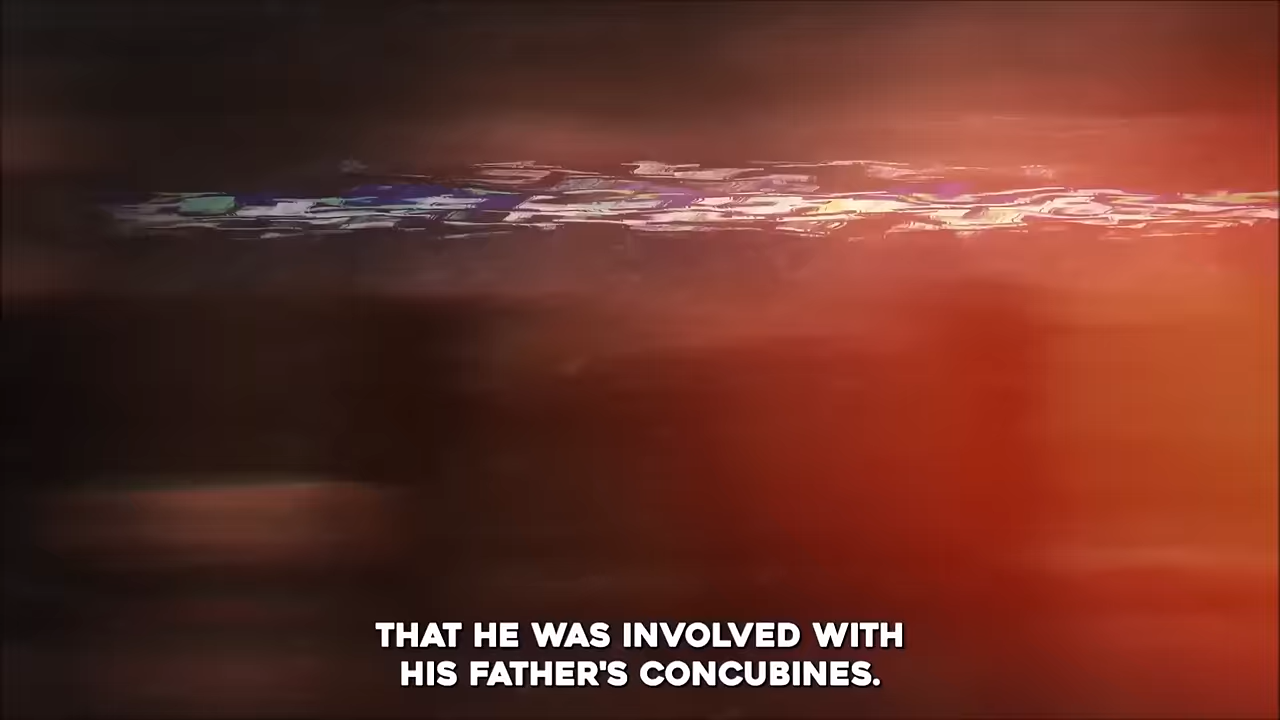 THAT HE WAS INVOLVED WITH
HIS FATHER'S CONCUBINES.